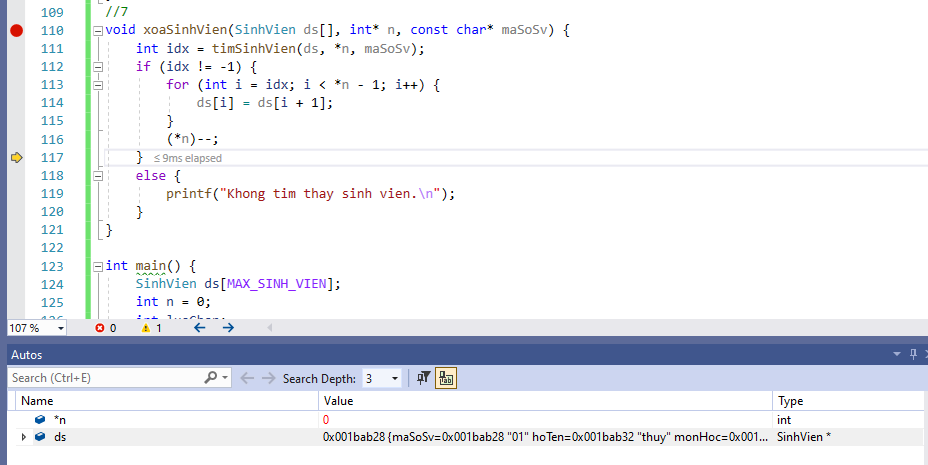 109 //7
110 void xoaSinhVien(SinhVien ds[], int* n, const char* maSoSv) {
111 int idx = timSinhVien(ds, *n, maSoSv);
112 if (idx != -1) {
113 for (int i = idx; i < *n - 1; i++) {
114 ds[i] = ds[i + 1];
115 }
116 (*n)--;
117 } ≤ 9ms elapsed
118 else {
119 printf("Khong tim thay sinh vien.\n");
120 }
121 }
122
123 int main() {
124 SinhVien ds[MAX_SINH_VIEN];
125 int n = 0;
107 % 0 1
Autos
Search (Ctrl+E) Search Depth: 3
Name Value Type
*n 0 int
ds 0x001bab28 {maSoSv=0x001bab28 "01" hoTen=0x001bab32 "thuy" monHoc=0x001... SinhVien *